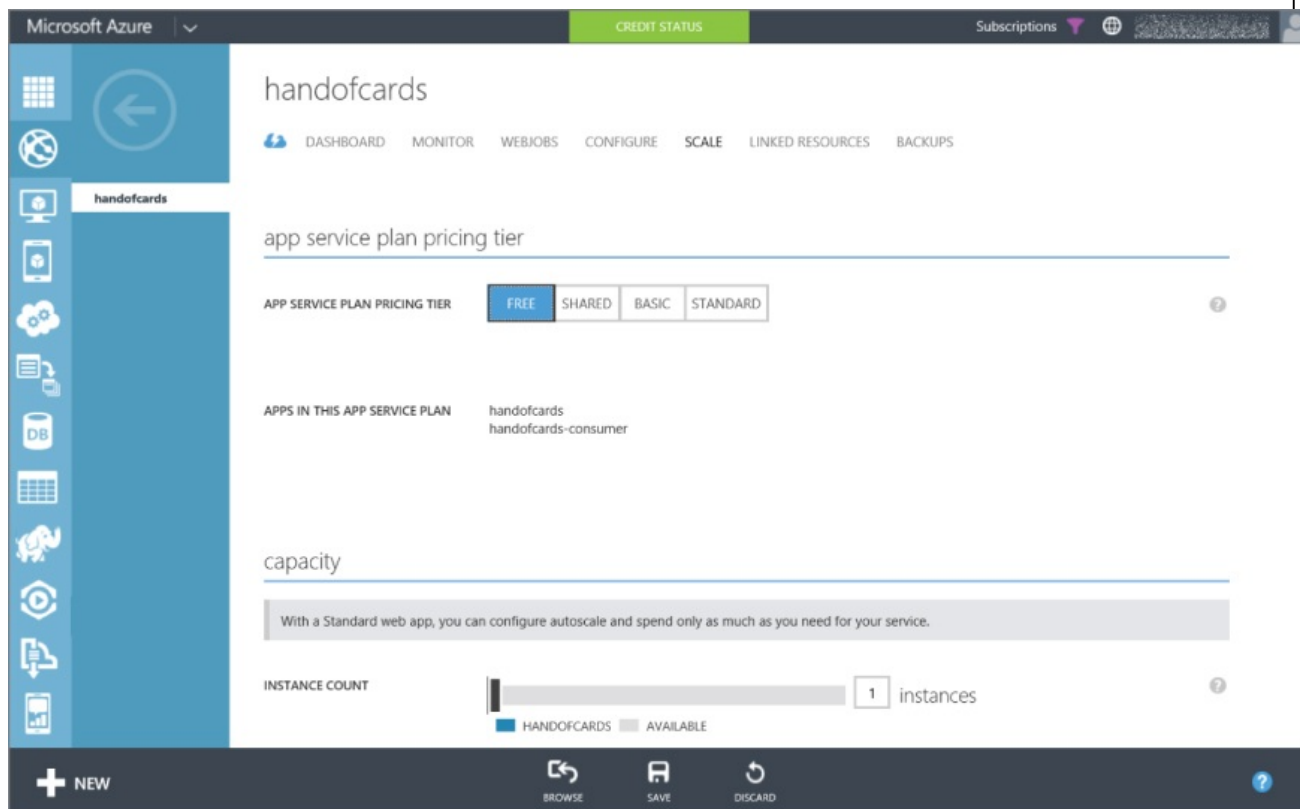 Microsoft Azure CREDIT STATUS Subscriptions
handofcards
DASHBOARD MONITOR WEBJOBS CONFIGURE SCALE LINKED RESOURCES BACKUPS
handofcards
app service plan pricing tier
APP SERVICE PLAN PRICING TIER FREE SHARED BASIC STANDARD ?
APPS IN THIS APP SERVICE PLAN handofcards
handofcards-consumer
DB
capacity
With a Standard web app, you can configure autoscale and spend only as much as you need for your service.
INSTANCE COUNT 1 instances ?
HANDOFCARDS AVAILABLE
NEW BROWSE SAVE DISCARD ?